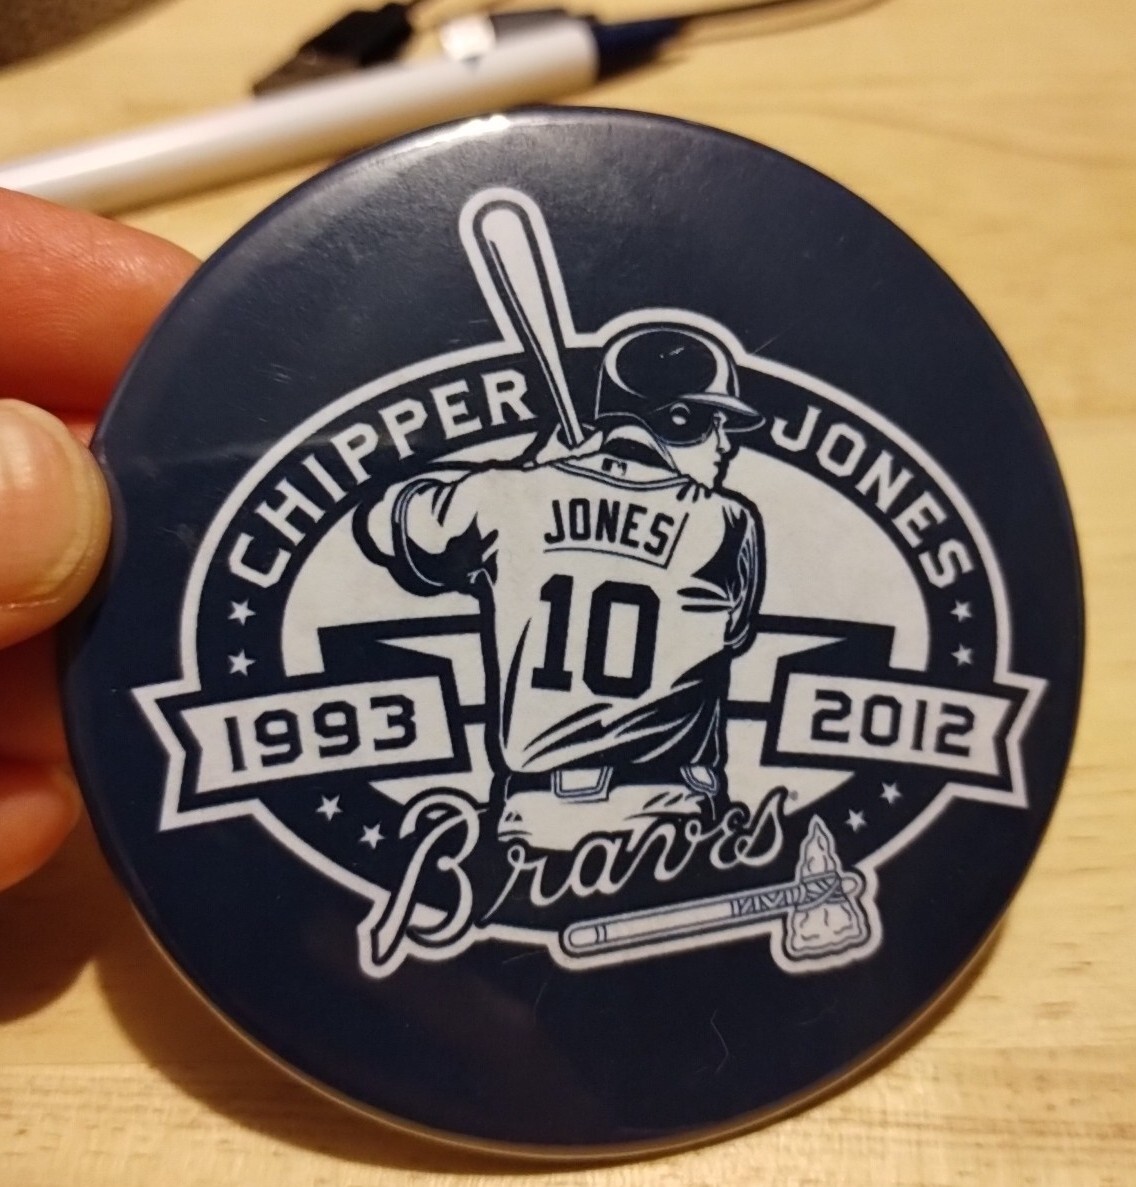 CHIPPER JONES
JONES
10
1993 2012
Braves